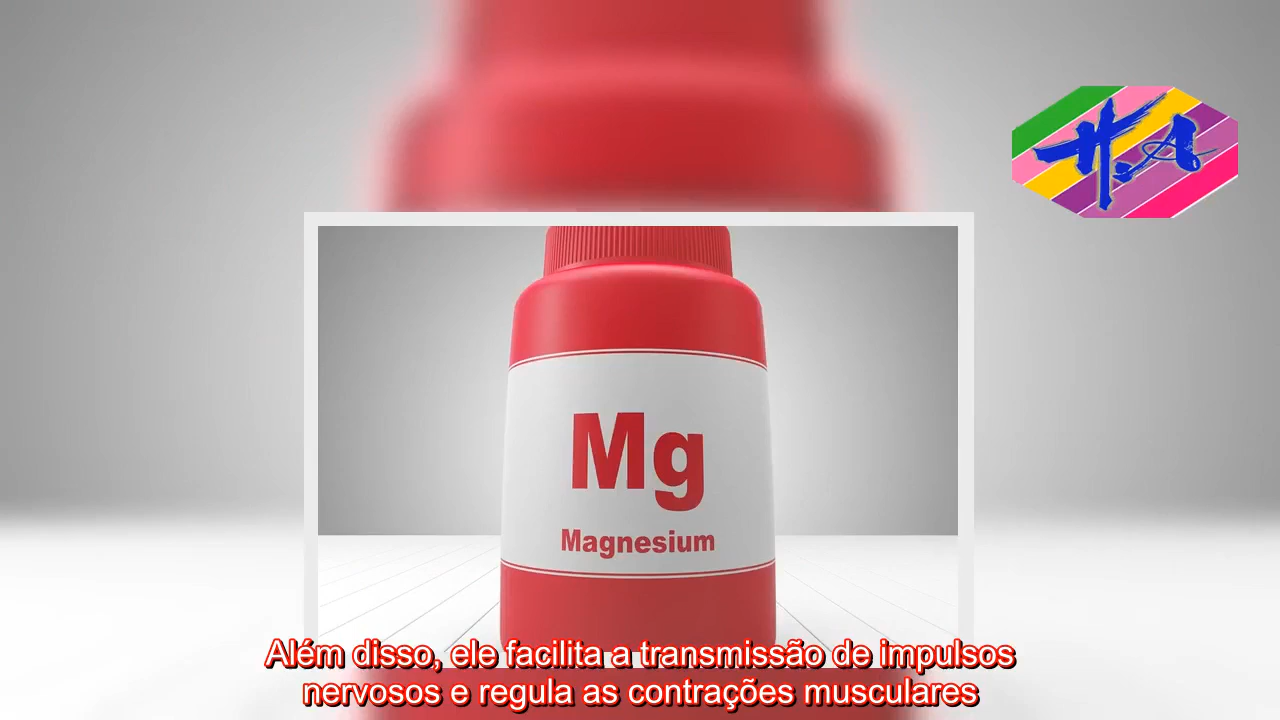 H.A
Mg
Magnesium
Além disso, ele facilita a transmissão de impulsos
nervosos e regula as contrações musculares